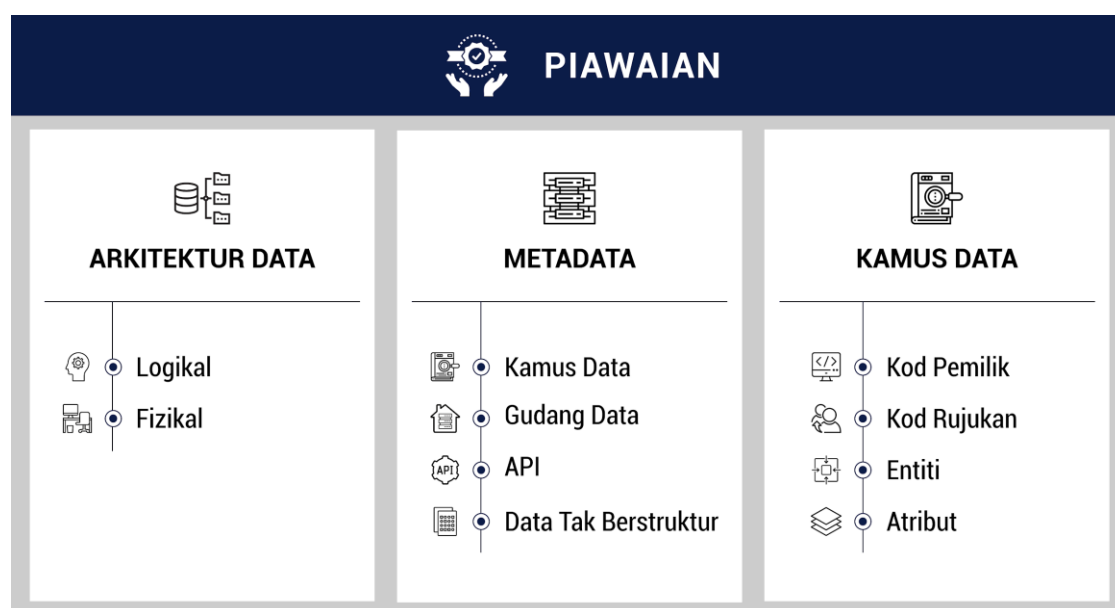 PIAWAIAN
ARKITEKTUR DATA
Logikal
Fizikal
METADATA
Kamus Data
Gudang Data
API
API
Data Tak Berstruktur
KAMUS DATA
Kod Pemilik
Kod Rujukan
Entiti
Atribut